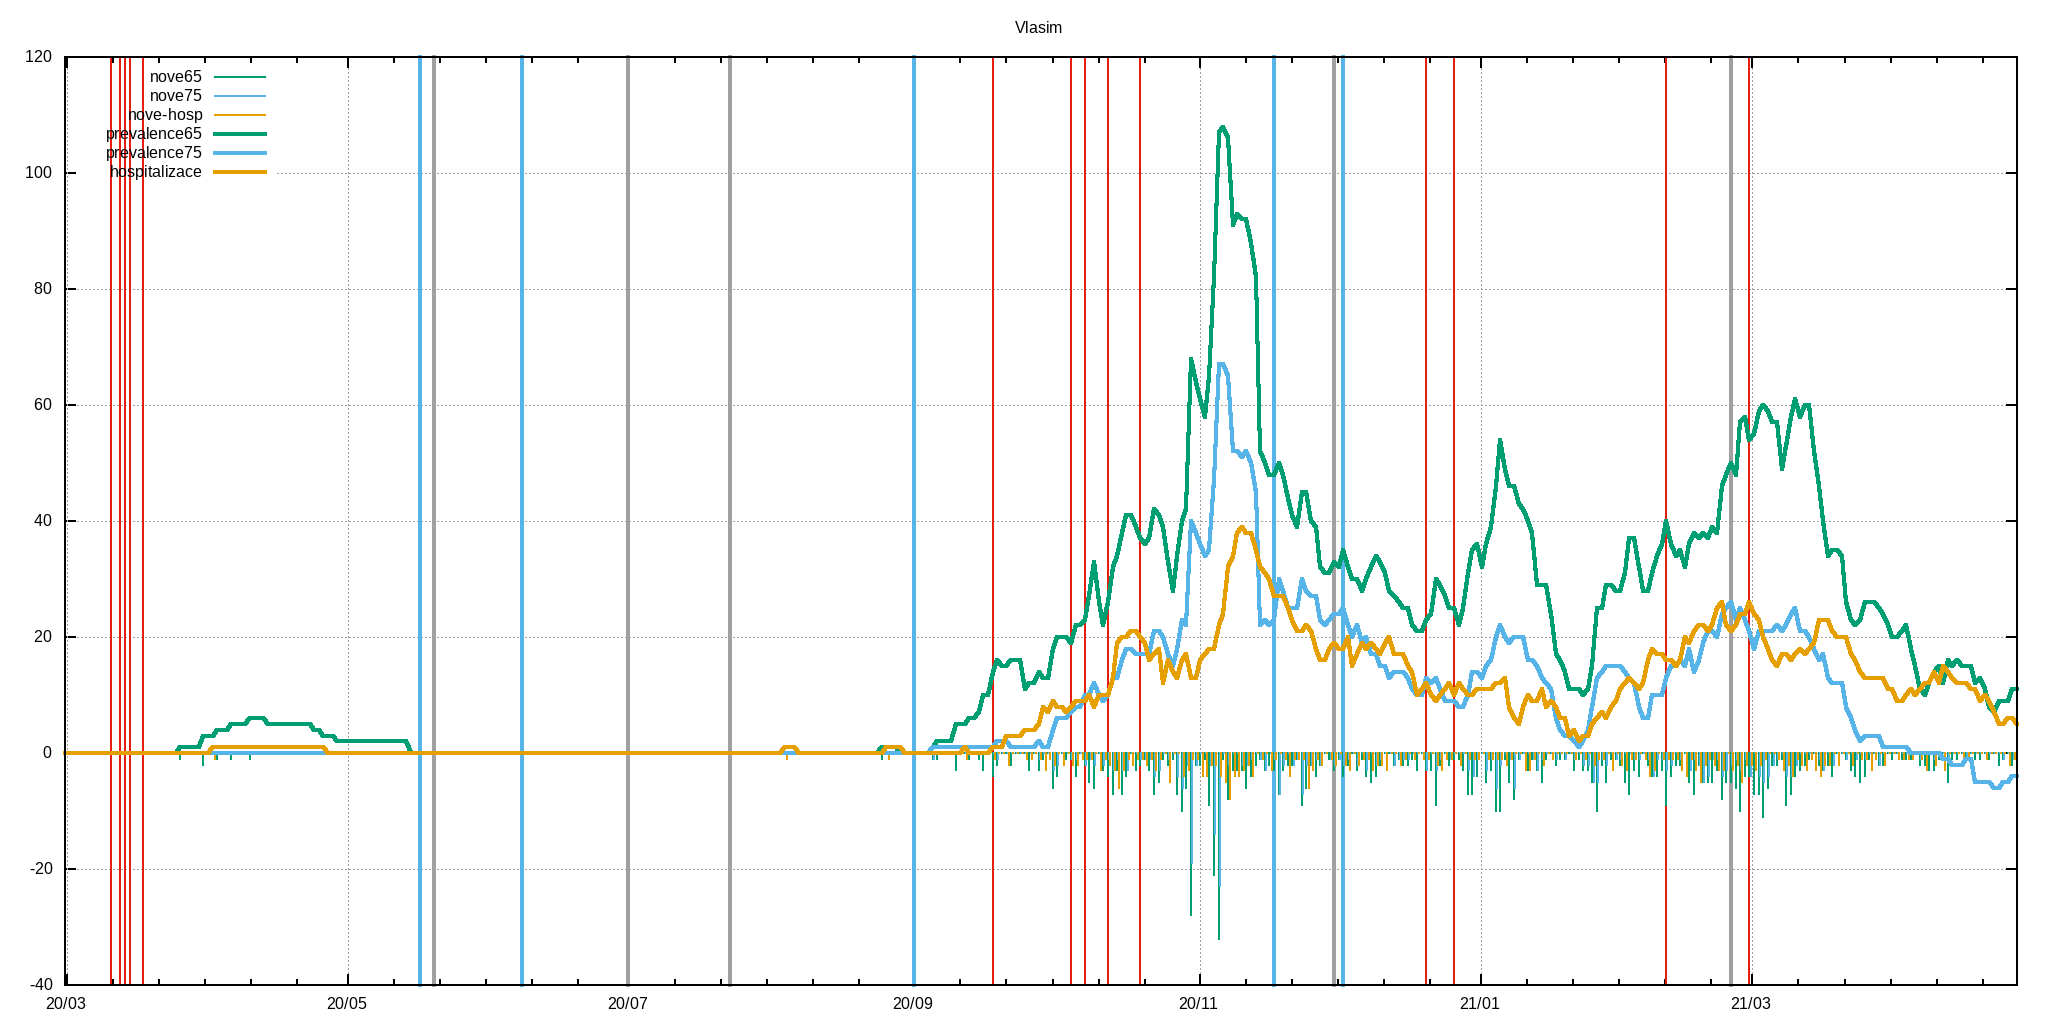 Vlasim
120
100
80
60
40
20
0
-20
-40
nove65
nove75
nove-hosp
prevalence65
prevalence75
hospitalizace
20/03 20/05 20/07 20/09 20/11 21/01 21/03